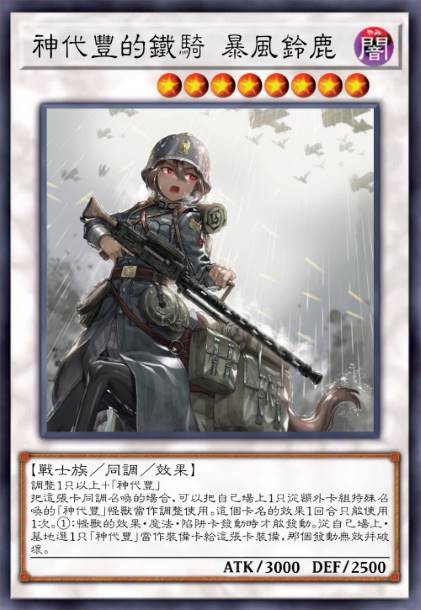 神代豐的鐵騎 暴風鈴鹿
やみ
闇
【戰士族／同調／效果】
調整1只以上+「神代豐」
把這張卡同調召喚的場合，可以把自己場上1只從額外卡組特殊召
喚的「神代豐」怪獸當作調整使用。這個卡名的效果1回合只能使用
1次。①：怪獸的效果·魔法·陷阱卡發動時才能發動。從自己場上·
墓地選1只「神代豐」當作裝備卡給這張卡裝備，那個發動無效并破
壞。
ATK/3000 DEF/2500